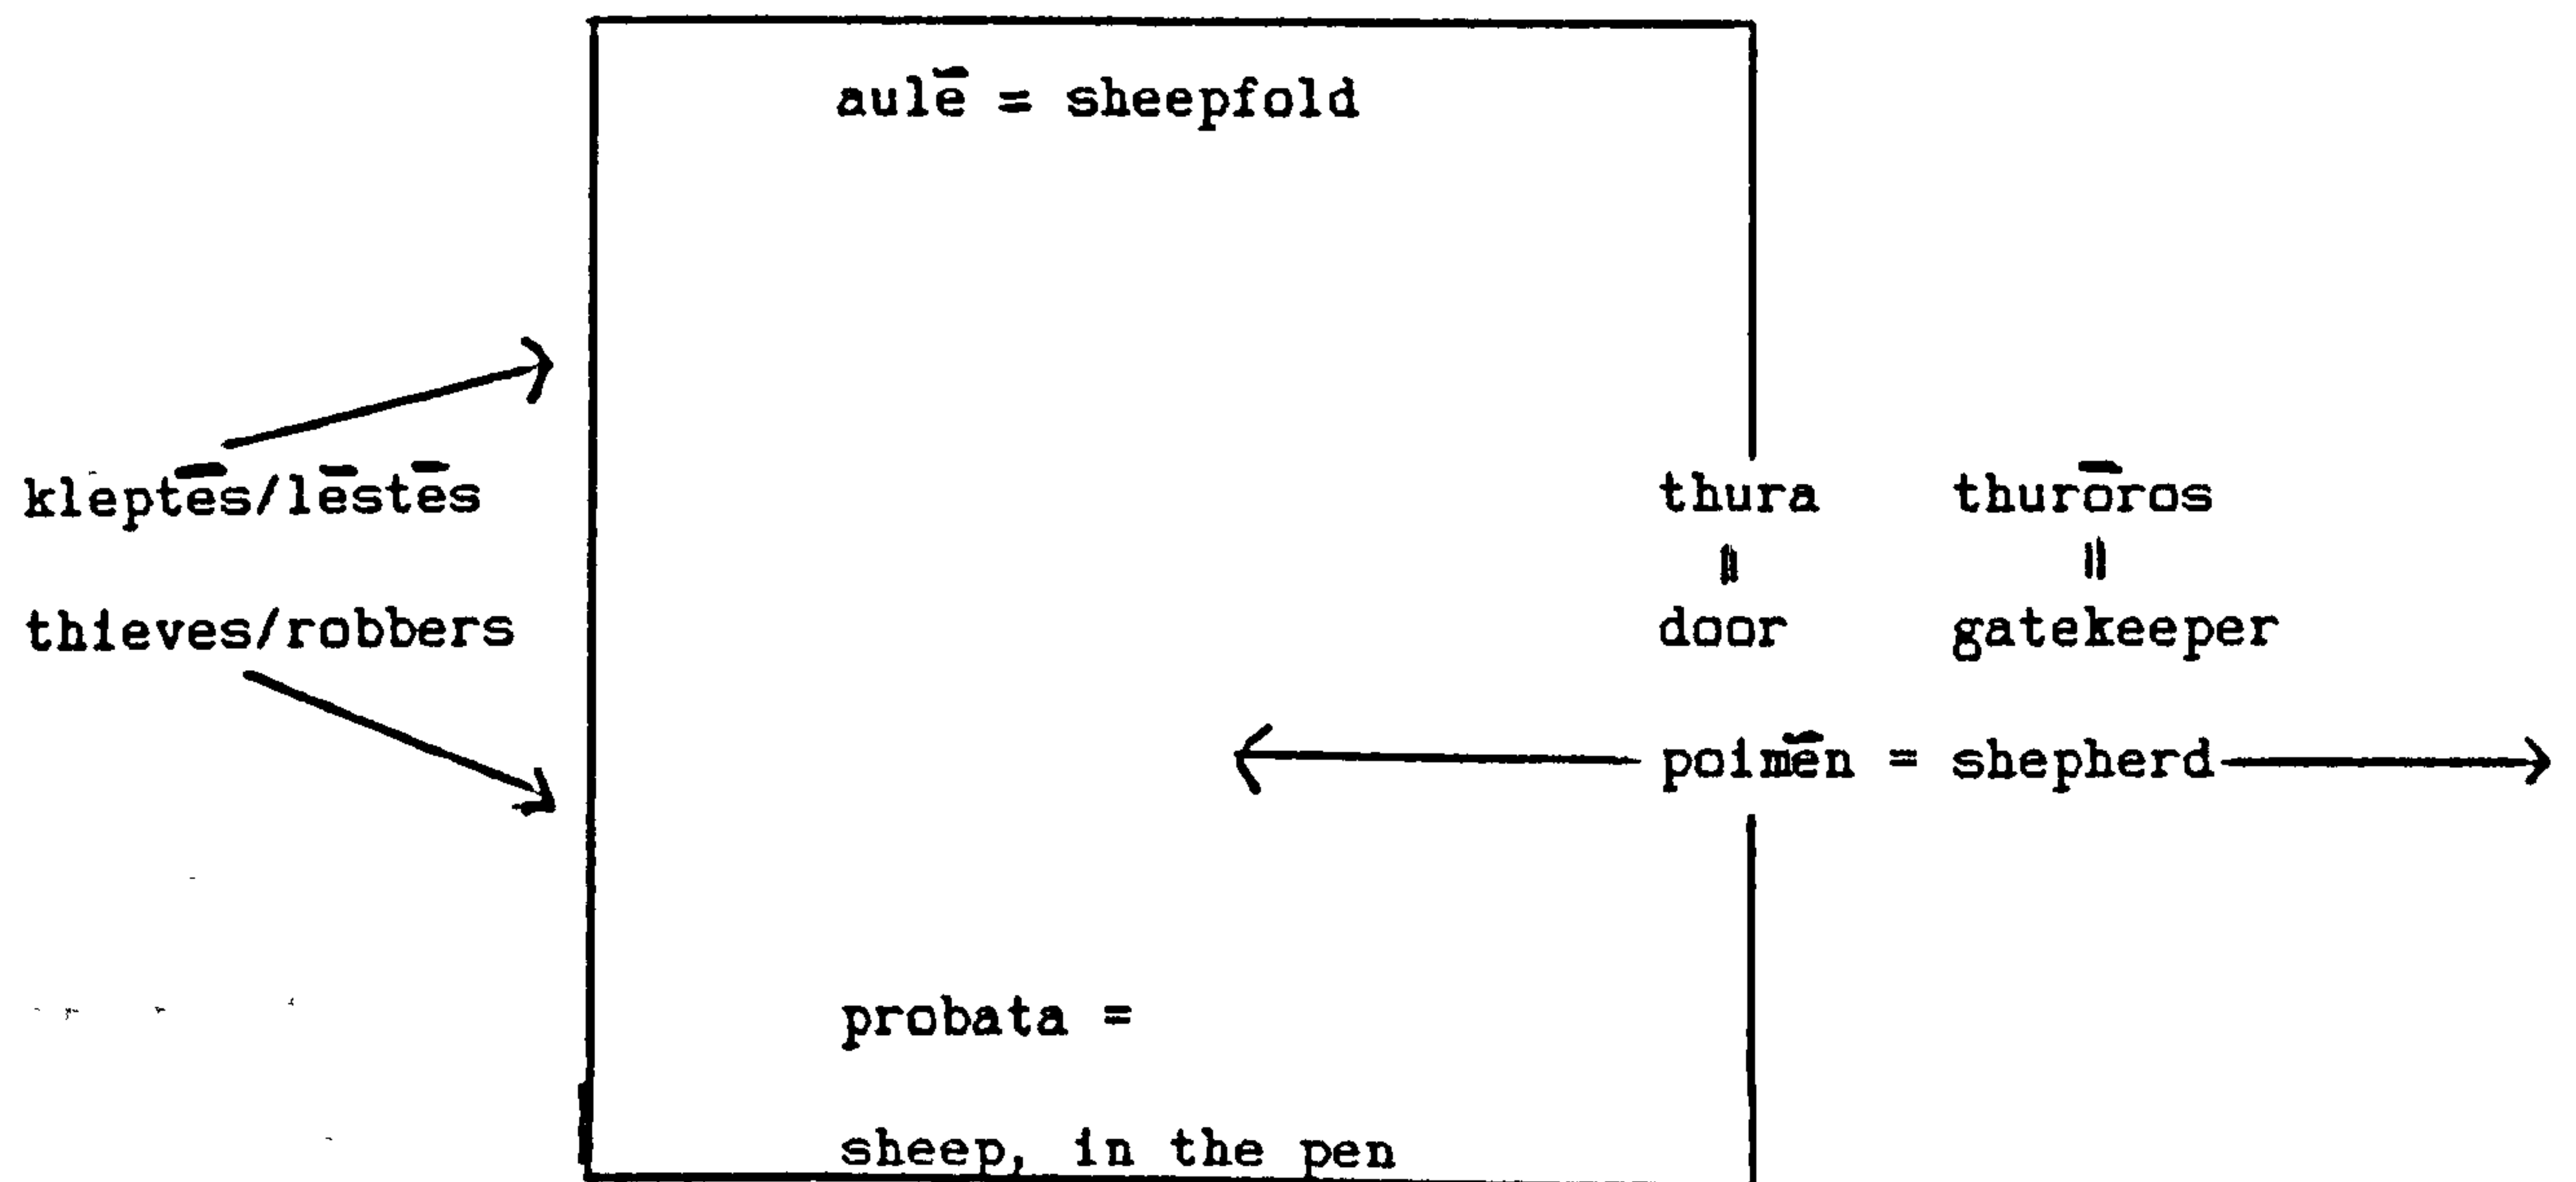 aulē = sheepfold
kleptēs/lēstēs
thura thurōros
= =
thieves/robbers
door gatekeeper
poimēn = shepherd
probata =
sheep, in the pen